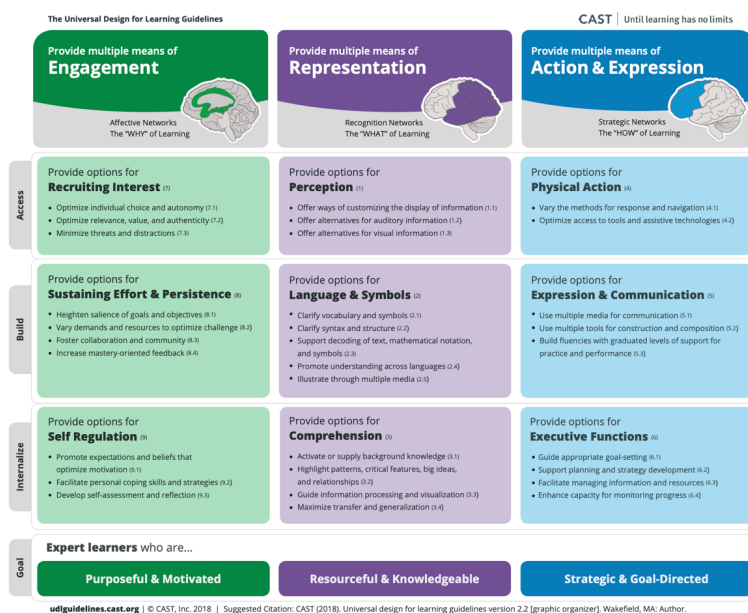 The Universal Design for Learning Guidelines
CAST | Until learning has no limits
Provide multiple means of
Engagement
Affective Networks
The "WHY" of Learning
Provide multiple means of
Representation
Recognition Networks
The "WHAT" of Learning
Provide multiple means of
Action & Expression
Strategic Networks
The "HOW" of Learning
Access
Provide options for
Recruiting Interest (7)
• Optimize individual choice and autonomy (7.1)
• Optimize relevance, value, and authenticity (7.2)
• Minimize threats and distractions (7.3)
Provide options for
Perception (1)
• Offer ways of customizing the display of information (1.1)
• Offer alternatives for auditory information (1.2)
• Offer alternatives for visual information (1.3)
Provide options for
Physical Action (4)
• Vary the methods for response and navigation (4.1)
• Optimize access to tools and assistive technologies (4.2)
Build
Provide options for
Sustaining Effort & Persistence (8)
• Heighten salience of goals and objectives (8.1)
• Vary demands and resources to optimize challenge (8.2)
• Foster collaboration and community (8.3)
• Increase mastery-oriented feedback (8.4)
Provide options for
Language & Symbols (2)
• Clarify vocabulary and symbols (2.1)
• Clarify syntax and structure (2.2)
• Support decoding of text, mathematical notation,
and symbols (2.3)
• Promote understanding across languages (2.4)
• Illustrate through multiple media (2.5)
Provide options for
Expression & Communication (5)
• Use multiple media for communication (5.1)
• Use multiple tools for construction and composition (5.2)
• Build fluencies with graduated levels of support for
practice and performance (5.3)
Internalize
Provide options for
Self Regulation (9)
• Promote expectations and beliefs that
optimize motivation (9.1)
• Facilitate personal coping skills and strategies (9.2)
• Develop self-assessment and reflection (9.3)
Provide options for
Comprehension (3)
• Activate or supply background knowledge (3.1)
• Highlight patterns, critical features, big ideas,
and relationships (3.2)
• Guide information processing and visualization (3.3)
• Maximize transfer and generalization (3.4)
Provide options for
Executive Functions (6)
• Guide appropriate goal-setting (6.1)
• Support planning and strategy development (6.2)
• Facilitate managing information and resources (6.3)
• Enhance capacity for monitoring progress (6.4)
Goal
Expert learners who are...
Purposeful & Motivated
Resourceful & Knowledgeable
Strategic & Goal-Directed
udlguidelines.cast.org | © CAST, Inc. 2018 | Suggested Citation: CAST (2018). Universal design for learning guidelines version 2.2 [graphic organizer]. Wakefield, MA: Author.